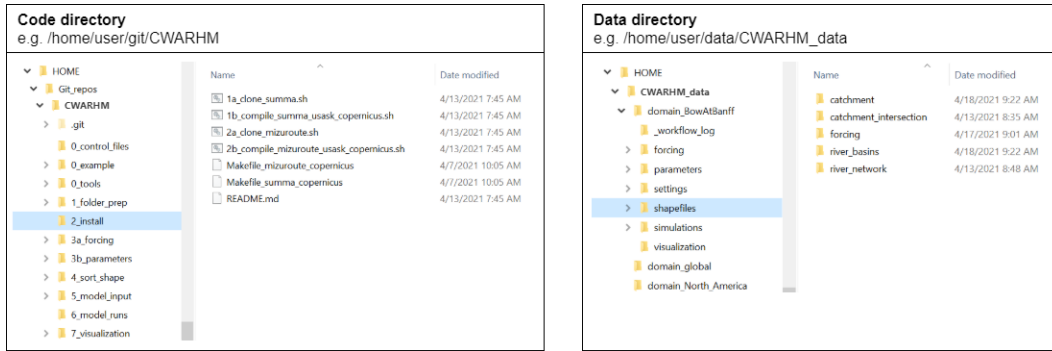 Code directory
e.g. /home/user/git/CWARHM
HOME
Git_repos
CWARHM
.git
0_control_files
0_example
0_tools
1_folder_prep
2_install
3a_forcing
3b_parameters
4_sort_shape
5_model_input
6_model_runs
7_visualization
Name Date modified
1a_clone_summa.sh 4/13/2021 7:45 AM
1b_compile_summa_usask_copernicus.sh 4/13/2021 7:45 AM
2a_clone_mizuroute.sh 4/13/2021 7:45 AM
2b_compile_mizuroute_usask_copernicus.sh 4/13/2021 7:45 AM
Makefile_mizuroute_copernicus 4/7/2021 10:05 AM
Makefile_summa_copernicus 4/7/2021 10:05 AM
README.md 4/13/2021 7:45 AM
Data directory
e.g. /home/user/data/CWARHM_data
HOME
CWARHM_data
domain_BowAtBanff
_workflow_log
forcing
parameters
settings
shapefiles
simulations
visualization
domain_global
domain_North_America
Name Date modified
catchment 4/18/2021 9:22 AM
catchment_intersection 4/13/2021 8:35 AM
forcing 4/17/2021 9:01 AM
river_basins 4/18/2021 9:22 AM
river_network 4/13/2021 8:48 AM